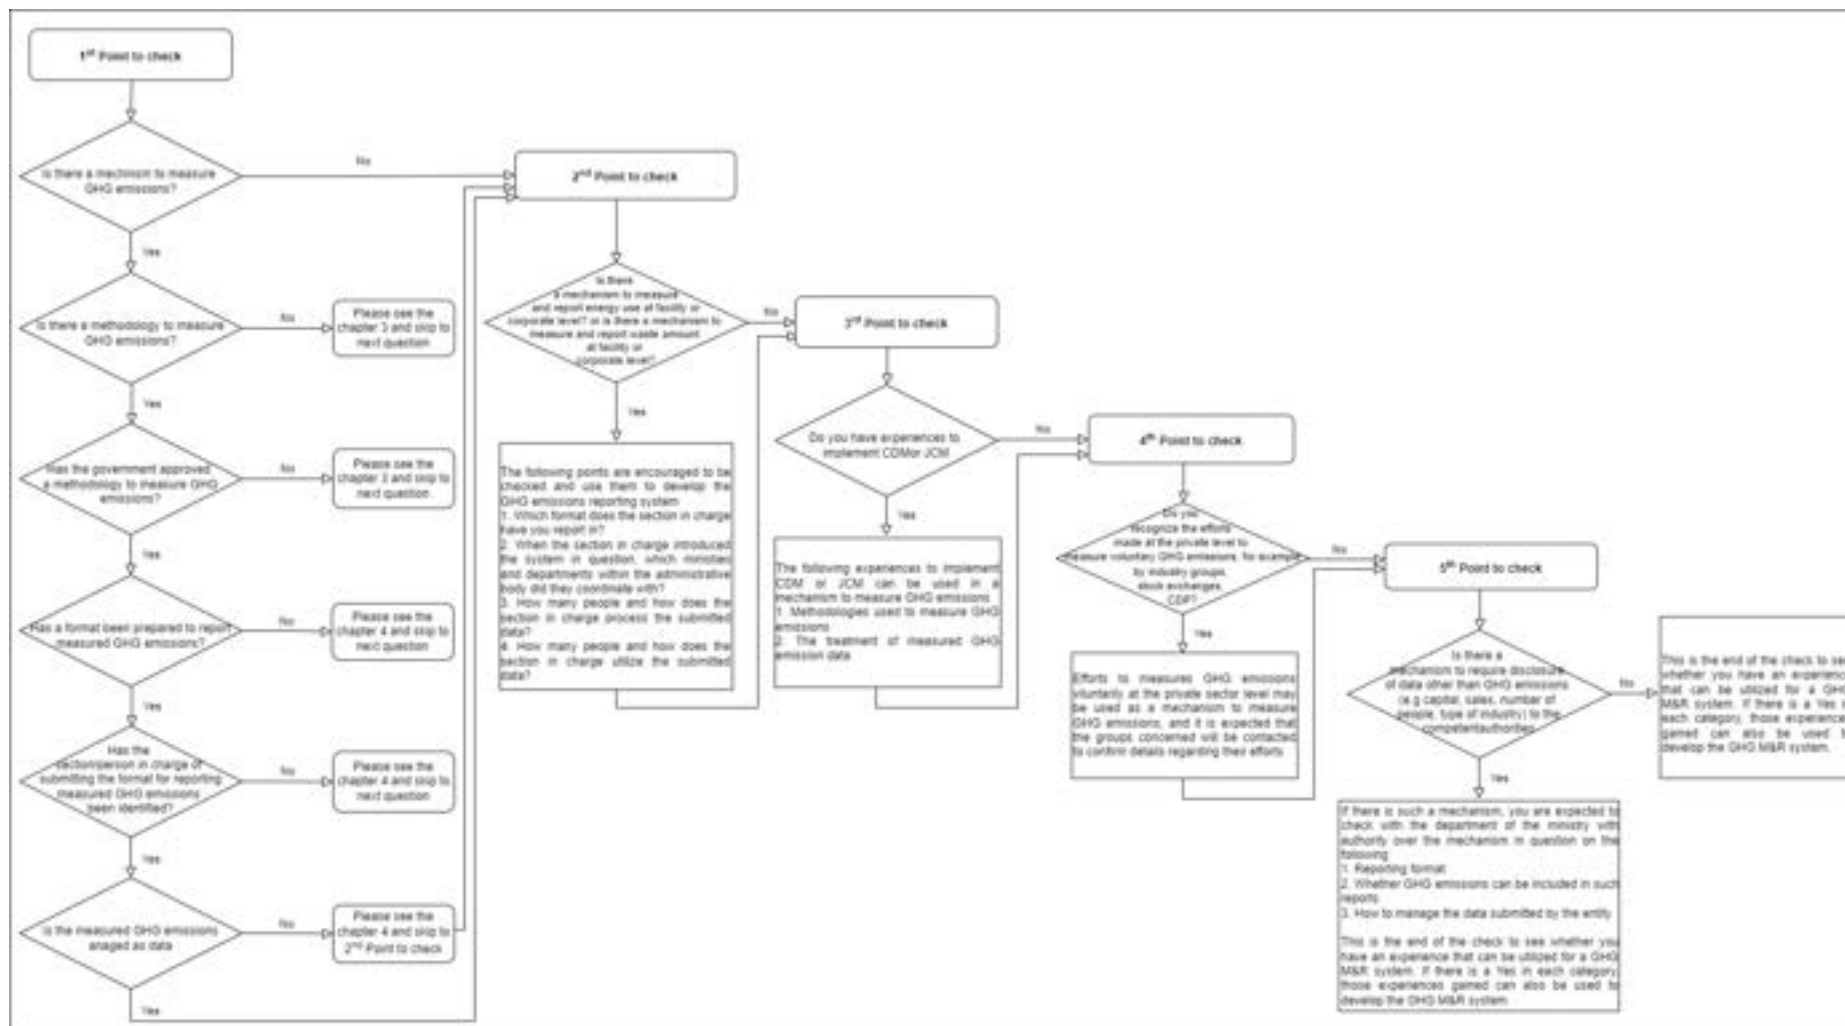 1st Point to check
Is there a mechnism to measure
GHG emissions?
No
Yes
Is there a methodology to measure
GHG emissions?
No
Please see the
chapter 3 and skip to
next question
Yes
Has the government approved
a methodology to measure GHG
emissions?
No
Please see the
chapter 3 and skip to
next question
Yes
Has a format been prepared to report
measured GHG emissions?
No
Please see the
chapter 4 and skip to
next question
Yes
Has the
section/person in charge of
submitting the format for reporting
measured GHG emissions
been identified?
No
Please see the
chapter 4 and skip to
next question
Yes
Is the measured GHG emissions
anaged as data
No
Please see the
chapter 4 and skip to
2nd Point to check
Yes
2nd Point to check
Is there
a mechanism to measure
and report energy use at facility or
corporate level? or is there a mechanism to
measure and report waste amount
at facility or
corporate level?
No
Yes
The following points are encouraged to be
checked and use them to develop the
GHG emissions reporting system
1. Which format does the section in charge
have you report in?
2. When the section in charge introduced
the system in question, which ministied
and departments within the administrative
body did they coordinate with?
3. How many people and how does the
section in charge process the submitted
data?
4. How many people and how does the
section in charge utilize the submitted
data?
3rd Point to check
Do you have experiences to
implement CDMor JCM
No
Yes
The following experiences to implement
CDM or JCM can be used in a
mechanism to measure GHG emissions
1. Methodologies used to measure GHG
emissions
2. The treatment of measured GHG
emission data
4th Point to check
Do you
recognize the efforts
made at the private level to
measure voluntary GHG emissions, for example
by industry groups,
stock exchanges,
CDP?
No
Yes
Efforts to measures GHG emissions
vluntarily at the private sector level may
be used as a mechanism to measure
GHG emissions, and it is expected that
the groups concerned will be contacted
to confirm details regarding their efforts
5th Point to check
Is there a
mechanism to require disclosure
of data other than GHG emissions
(e.g capital, sales, number of
people, type of industry) to the
competentauthorities
No
Yes
This is the end of the check to see
whether you have an experience
that can be utilized for a GHG
M&R system. If there is a Yes in
each category, those experience
gained can also be used to
develop the GHG M&R system.
If there is such a mechanism, you are expected to
check with the department of the ministry with
authority over the mechanism in question on the
following
1. Reporting format
2. Whether GHG emissions can be included in such
reports
3. How to manage the data submitted by the entity
This is the end of the check to see whether you
have an experience that can be utilized for a GHG
M&R system. If there is a Yes in each category,
those experiences gained can also be used to
develop the GHG M&R system